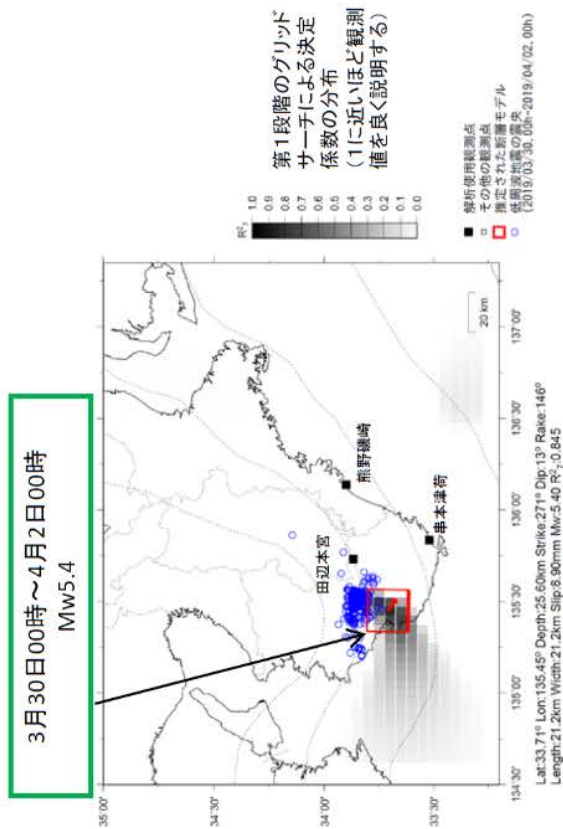 3月30日00時～4月2日00時
Mw5.4
35°00'
34°30'
34°00'
33°30'
134°30'
135°00'
135°30'
136°00'
136°30'
137°00'
田辺本宮
熊野磯崎
串本津荷
20 km
R²₇
1.0
0.9
0.8
0.7
0.6
0.5
0.4
0.3
0.2
0.1
0.0
第1段階のグリッド
サーチによる決定
係数の分布
(1に近いほど観測
値を良く説明する)
解析使用観測点
その他の観測点
推定された断層モデル
低周波地震の震央
(2019/03/30, 00h-2019/04/02, 00h)
Lat:33.71° Lon:135.45° Depth:25.60km Strike:271° Dip:13° Rake:146°
Length:21.2km Width:21.2km Slip:8.90mm Mw:5.40 R²₇:0.845